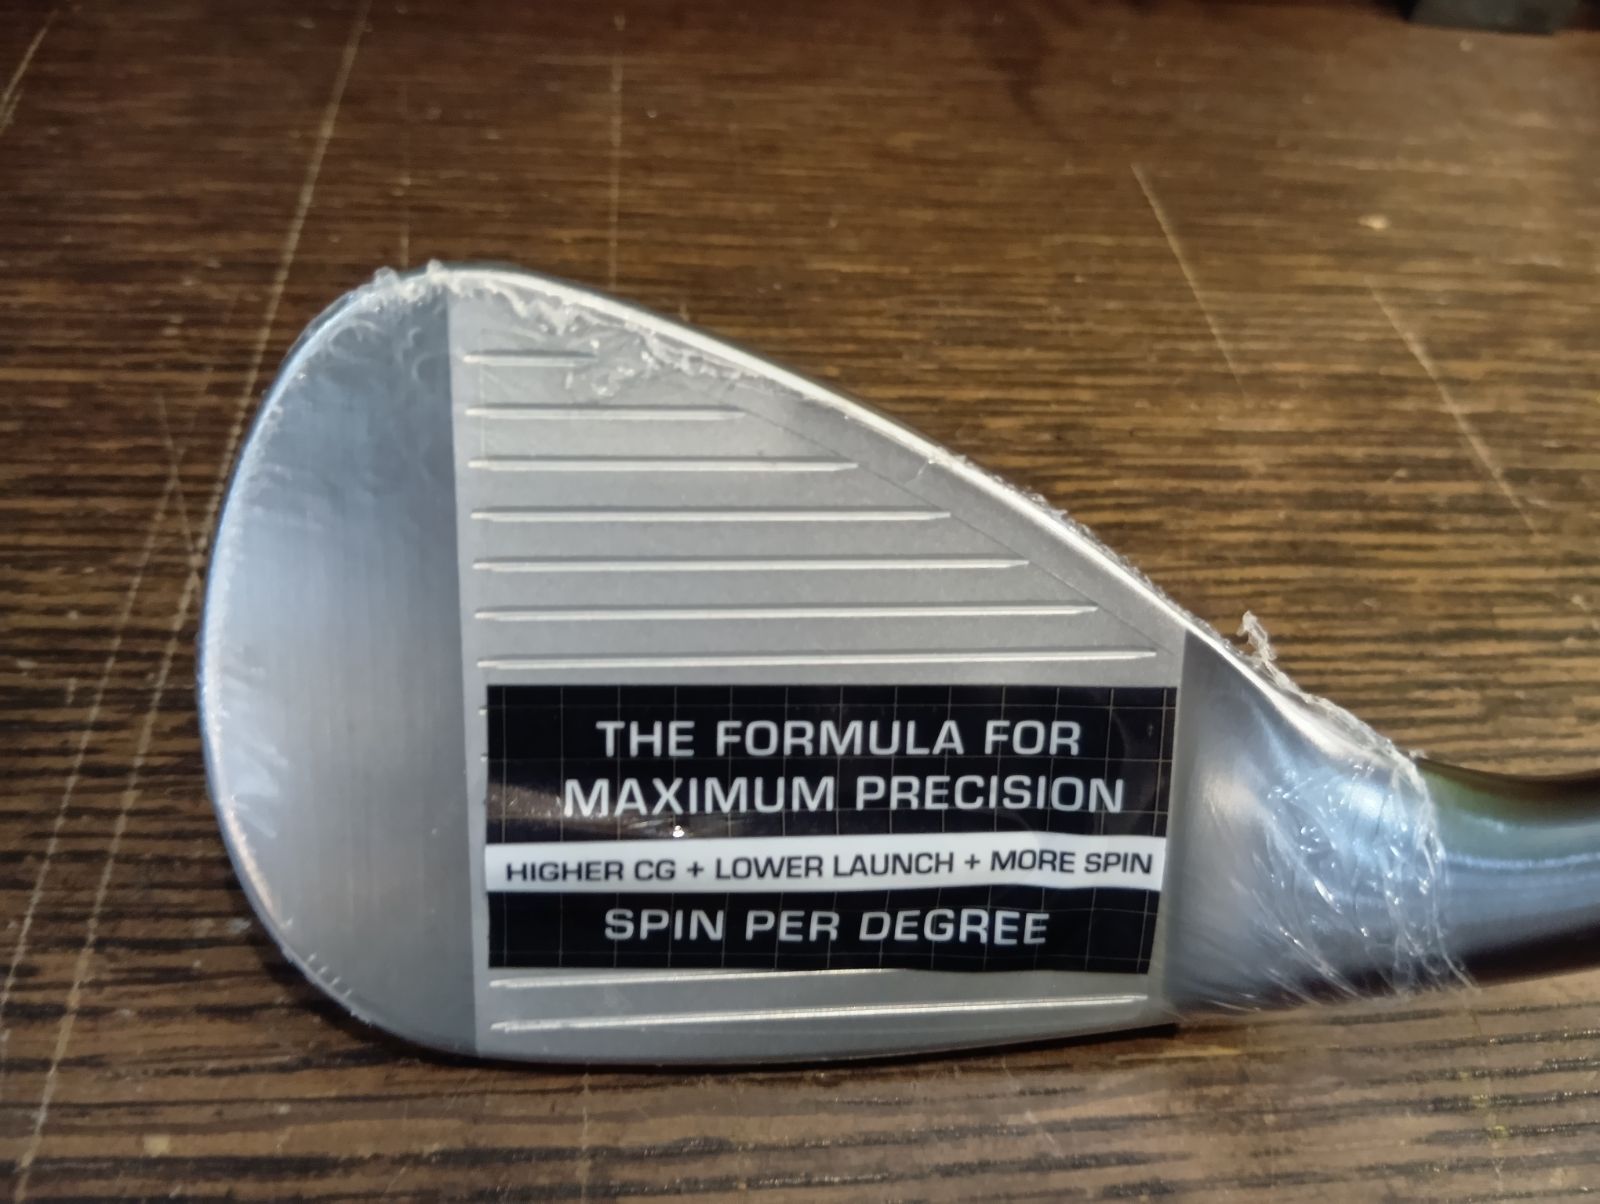 THE FORMULA FOR
MAXIMUM PRECISION
HIGHER CG + LOWER LAUNCH + MORE SPIN
SPIN PER DEGREE